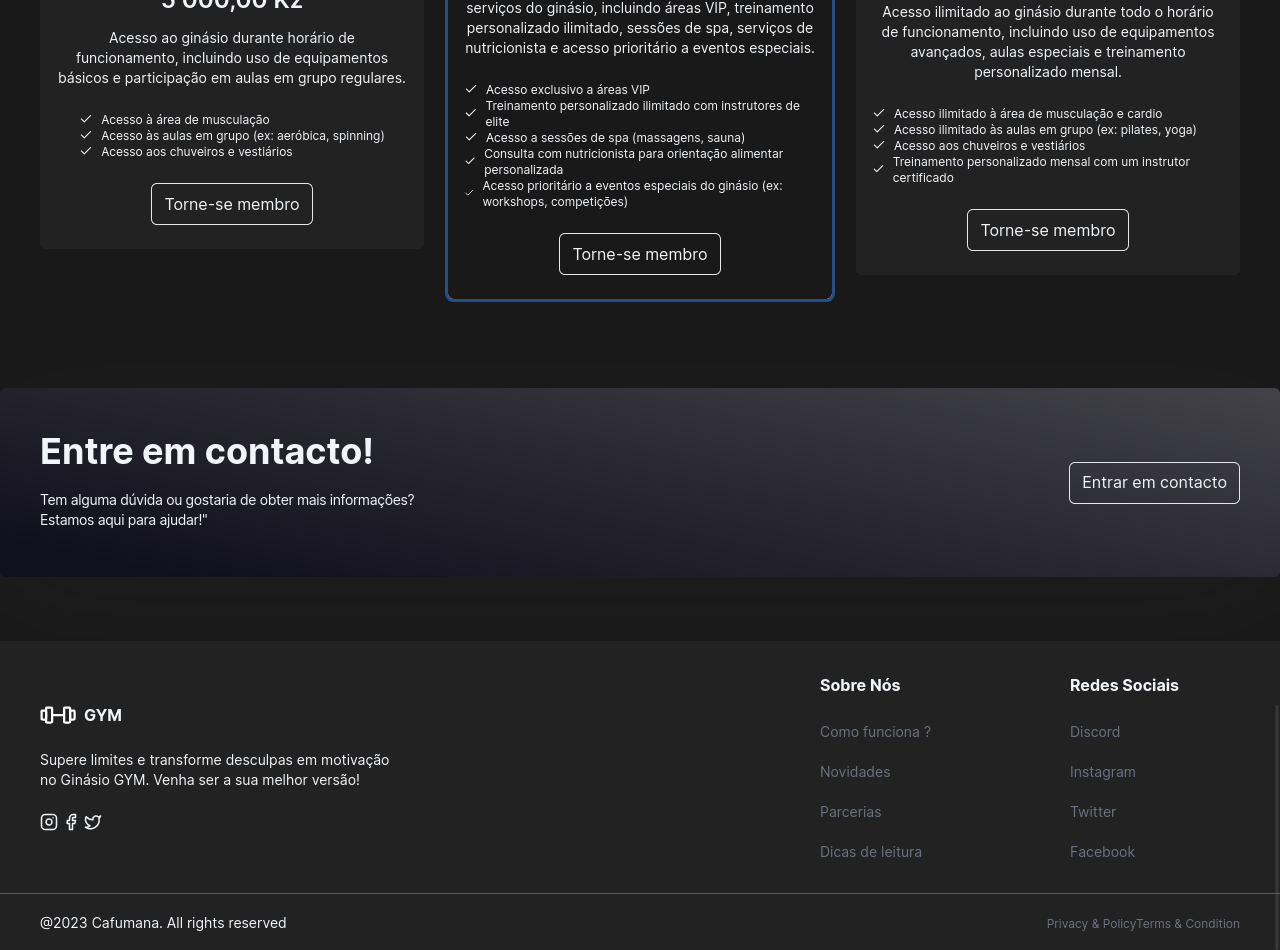 5 000,00 Kz
Acesso ao ginásio durante horário de
funcionamento, incluindo uso de equipamentos
básicos e participação em aulas em grupo regulares.
Acesso à área de musculação
Acesso às aulas em grupo (ex: aeróbica, spinning)
Acesso aos chuveiros e vestiários
Torne-se membro
serviços do ginásio, incluindo áreas VIP, treinamento
personalizado ilimitado, sessões de spa, serviços de
nutricionista e acesso prioritário a eventos especiais.
Acesso exclusivo a áreas VIP
Treinamento personalizado ilimitado com instrutores de
elite
Acesso a sessões de spa (massagens, sauna)
Consulta com nutricionista para orientação alimentar
personalizada
Acesso prioritário a eventos especiais do ginásio (ex:
workshops, competições)
Torne-se membro
Acesso ilimitado ao ginásio durante todo o horário
de funcionamento, incluindo uso de equipamentos
avançados, aulas especiais e treinamento
personalizado mensal.
Acesso ilimitado à área de musculação e cardio
Acesso ilimitado às aulas em grupo (ex: pilates, yoga)
Acesso aos chuveiros e vestiários
Treinamento personalizado mensal com um instrutor
certificado
Torne-se membro
Entre em contacto!
Tem alguma dúvida ou gostaria de obter mais informações?
Estamos aqui para ajudar!"
Entrar em contacto
GYM
Supere limites e transforme desculpas em motivação
no Ginásio GYM. Venha ser a sua melhor versão!
Sobre Nós
Como funciona ?
Novidades
Parcerias
Dicas de leitura
Redes Sociais
Discord
Instagram
Twitter
Facebook
@2023 Cafumana. All rights reserved
Privacy & PolicyTerms & Condition